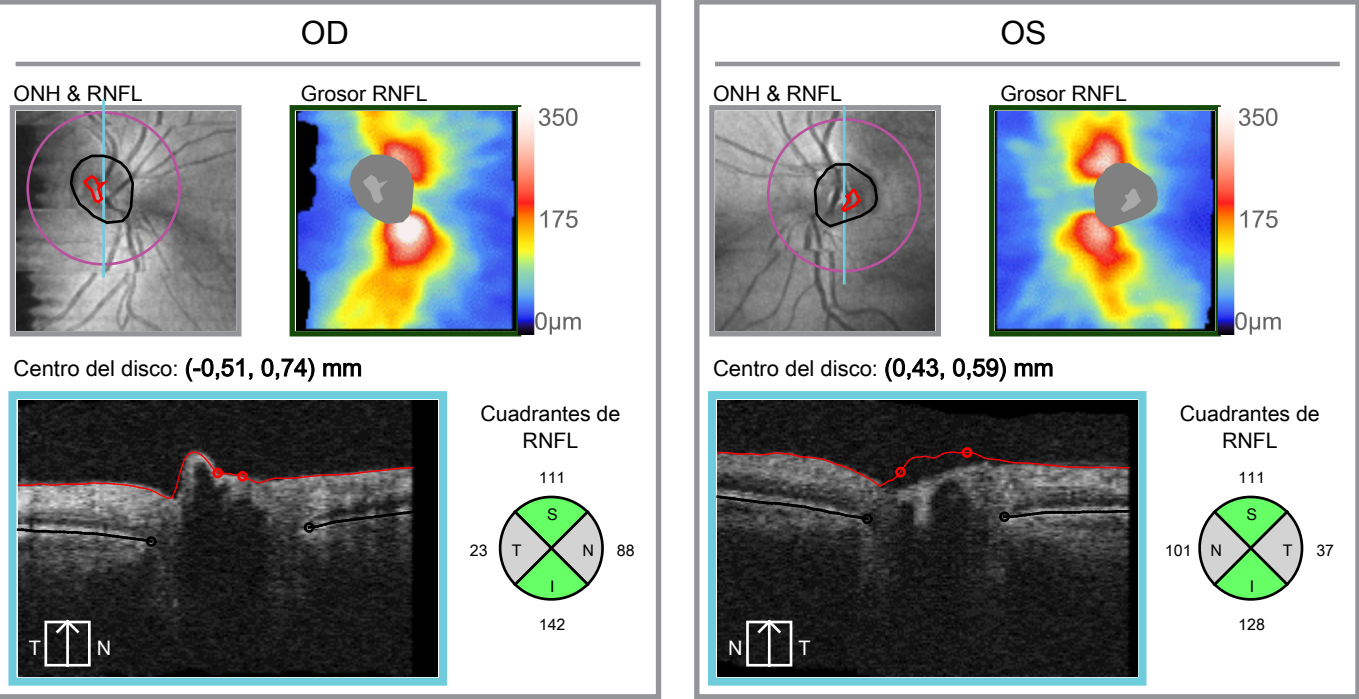 OD
ONH & RNFL
Grosor RNFL
350
175
0µm
Centro del disco: (-0,51, 0,74) mm
Cuadrantes de
RNFL
111
S
23 T N 88
I
142
T N
OS
ONH & RNFL
Grosor RNFL
350
175
0µm
Centro del disco: (0,43, 0,59) mm
Cuadrantes de
RNFL
111
S
101 N T 37
I
128
N T